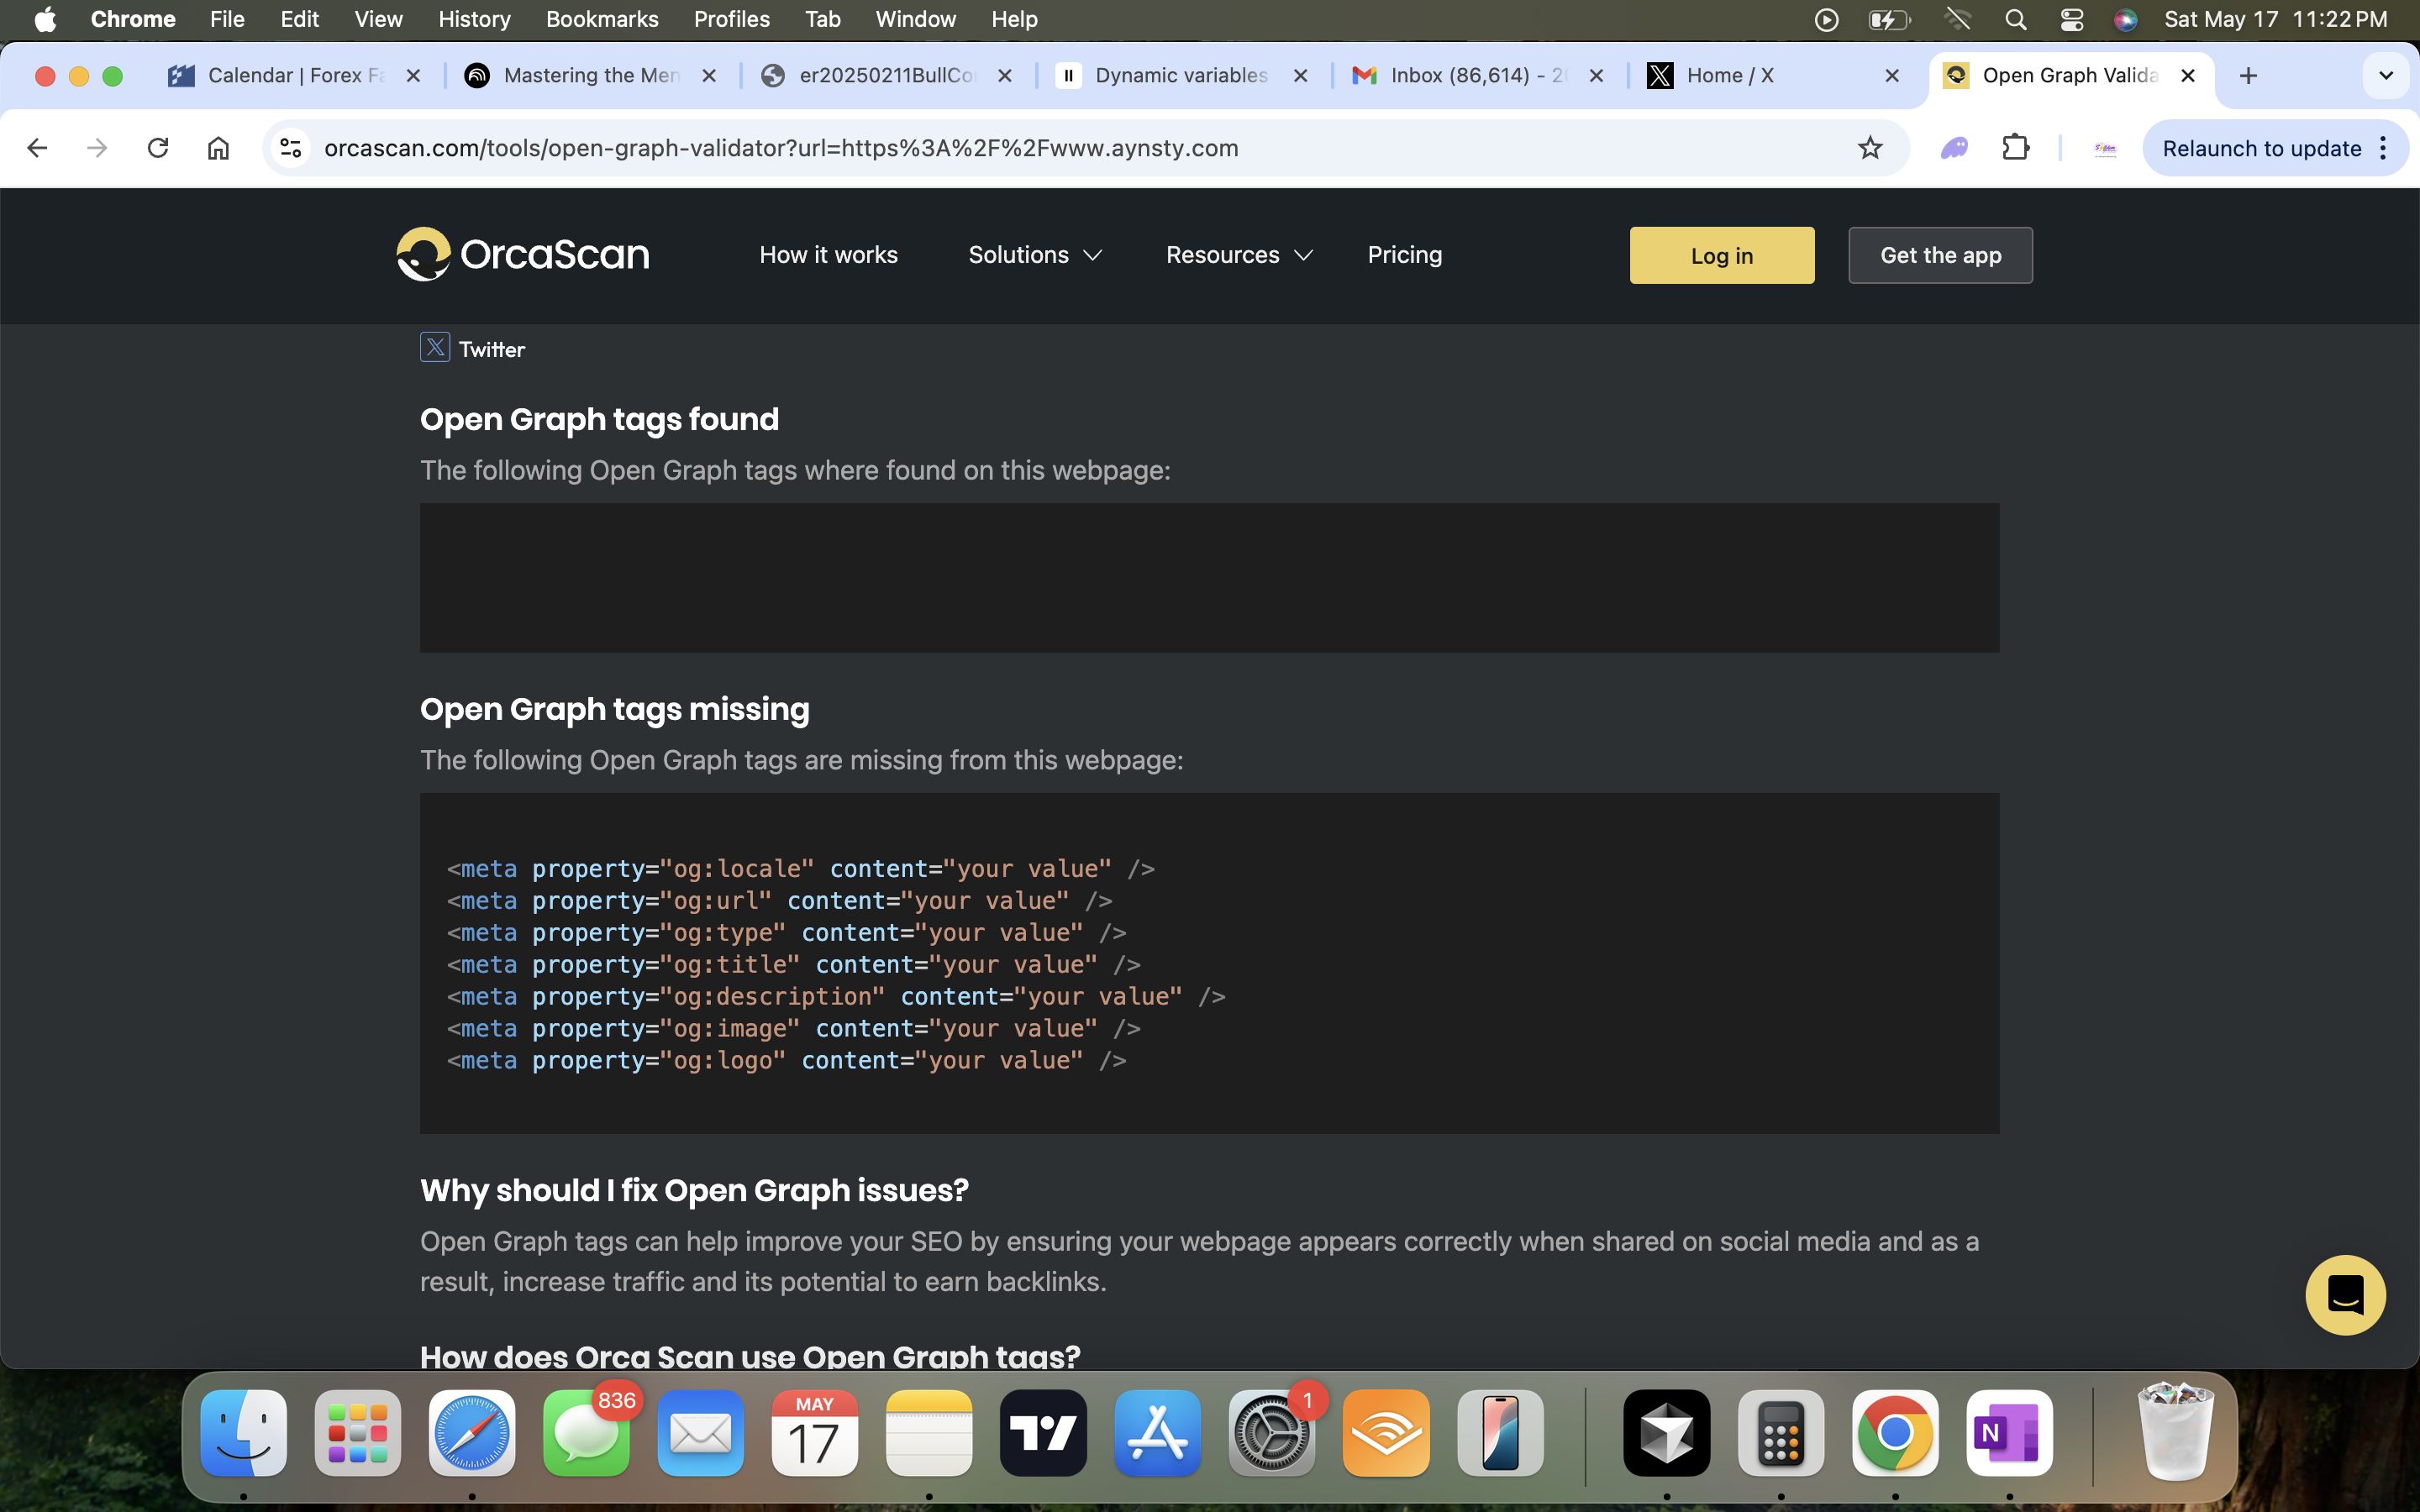 Chrome File Edit View History Bookmarks Profiles Tab Window Help Sat May 17 11:22 PM
Calendar | Forex Fa Mastering the Mer er20250211BullCo Dynamic variables Inbox (86,614) - 20 Home / X Open Graph Valida
orcascan.com/tools/open-graph-validator?url=https%3A%2F%2Fwww.aynsty.com Relaunch to update
OrcaScan How it works Solutions Resources Pricing Log in Get the app
Twitter
Open Graph tags found
The following Open Graph tags where found on this webpage:
Open Graph tags missing
The following Open Graph tags are missing from this webpage:
<meta property="og:locale" content="your value" />
<meta property="og:url" content="your value" />
<meta property="og:type" content="your value" />
<meta property="og:title" content="your value" />
<meta property="og:description" content="your value" />
<meta property="og:image" content="your value" />
<meta property="og:logo" content="your value" />
Why should I fix Open Graph issues?
Open Graph tags can help improve your SEO by ensuring your webpage appears correctly when shared on social media and as a
result, increase traffic and its potential to earn backlinks.
How does Orca Scan use Open Graph tags?
836 MAY 17 1 N